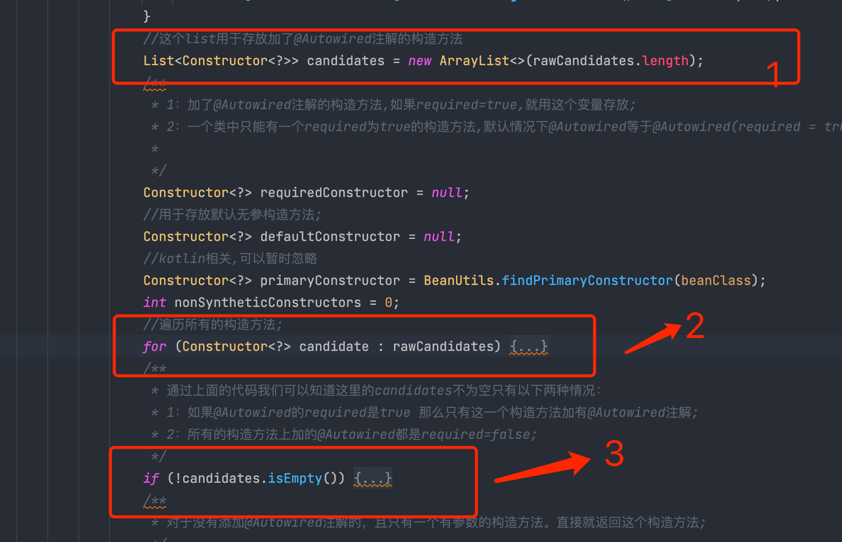 }
//这个list用于存放加了@Autowired注解的构造方法
List<Constructor<?>> candidates = new ArrayList<>(rawCandidates.length);
1
/**
* 1：加了@Autowired注解的构造方法,如果required=true,就用这个变量存放;
* 2：一个类中只能有一个required为true的构造方法,默认情况下@Autowired等于@Autowired(required = tru
*
*/
Constructor<?> requiredConstructor = null;
//用于存放默认无参构造方法;
Constructor<?> defaultConstructor = null;
//kotlin相关,可以暂时忽略
Constructor<?> primaryConstructor = BeanUtils.findPrimaryConstructor(beanClass);
int nonSyntheticConstructors = 0;
//遍历所有的构造方法;
2
for (Constructor<?> candidate : rawCandidates) {...}
/**
* 通过上面的代码我们可以知道这里的candidates不为空只有以下两种情况：
* 1：如果@Autowired的required是true 那么只有这一个构造方法加有@Autowired注解;
* 2：所有的构造方法上加的@Autowired都是required=false;
*/
3
if (!candidates.isEmpty()) {...}
/**
* 对于没有添加@Autowired注解的，且只有一个有参数的构造方法。直接就返回这个构造方法;